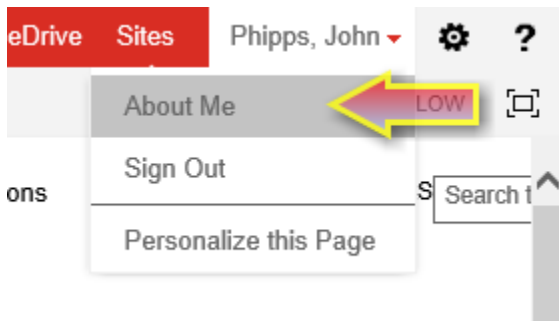 eDrive Sites Phipps, John ?
About Me LOW
Sign Out
ons S Search t
Personalize this Page